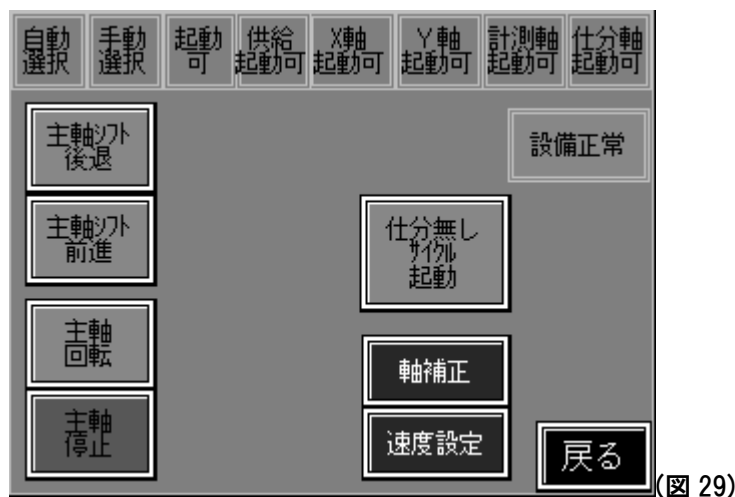 自動
選択
手動
選択
起動
可
供給
起動可
X軸
起動可
Y軸
起動可
計測軸
起動可
仕分軸
起動可
主軸ｼﾌﾄ
後退
設備正常
主軸ｼﾌﾄ
前進
仕分無し
ｻｲｸﾙ
起動
主軸
回転
軸補正
主軸
停止
速度設定
戻る
(図 29)